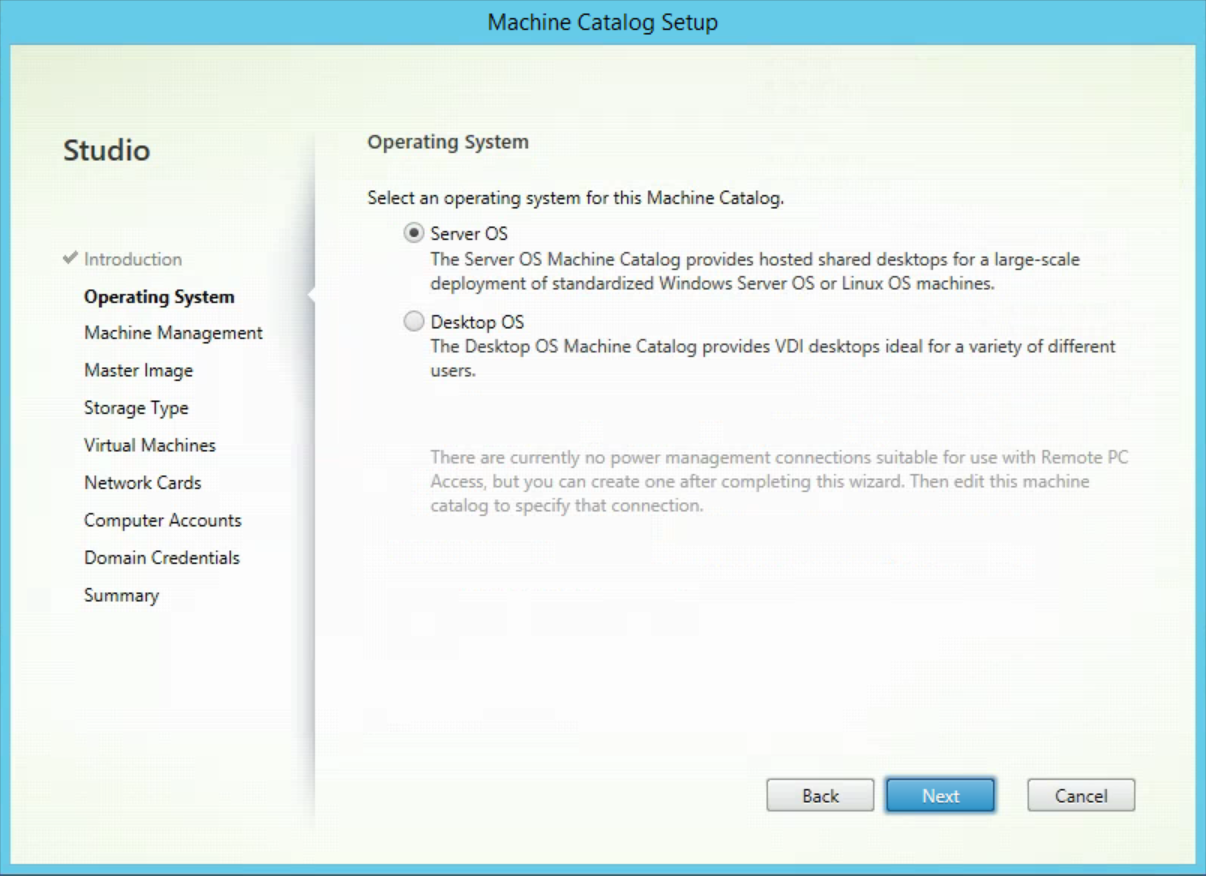 Machine Catalog Setup
Studio
Introduction
Operating System
Machine Management
Master Image
Storage Type
Virtual Machines
Network Cards
Computer Accounts
Domain Credentials
Summary
Operating System
Select an operating system for this Machine Catalog.
Server OS
The Server OS Machine Catalog provides hosted shared desktops for a large-scale
deployment of standardized Windows Server OS or Linux OS machines.
Desktop OS
The Desktop OS Machine Catalog provides VDI desktops ideal for a variety of different
users.
There are currently no power management connections suitable for use with Remote PC
Access, but you can create one after completing this wizard. Then edit this machine
catalog to specify that connection.
Back
Next
Cancel